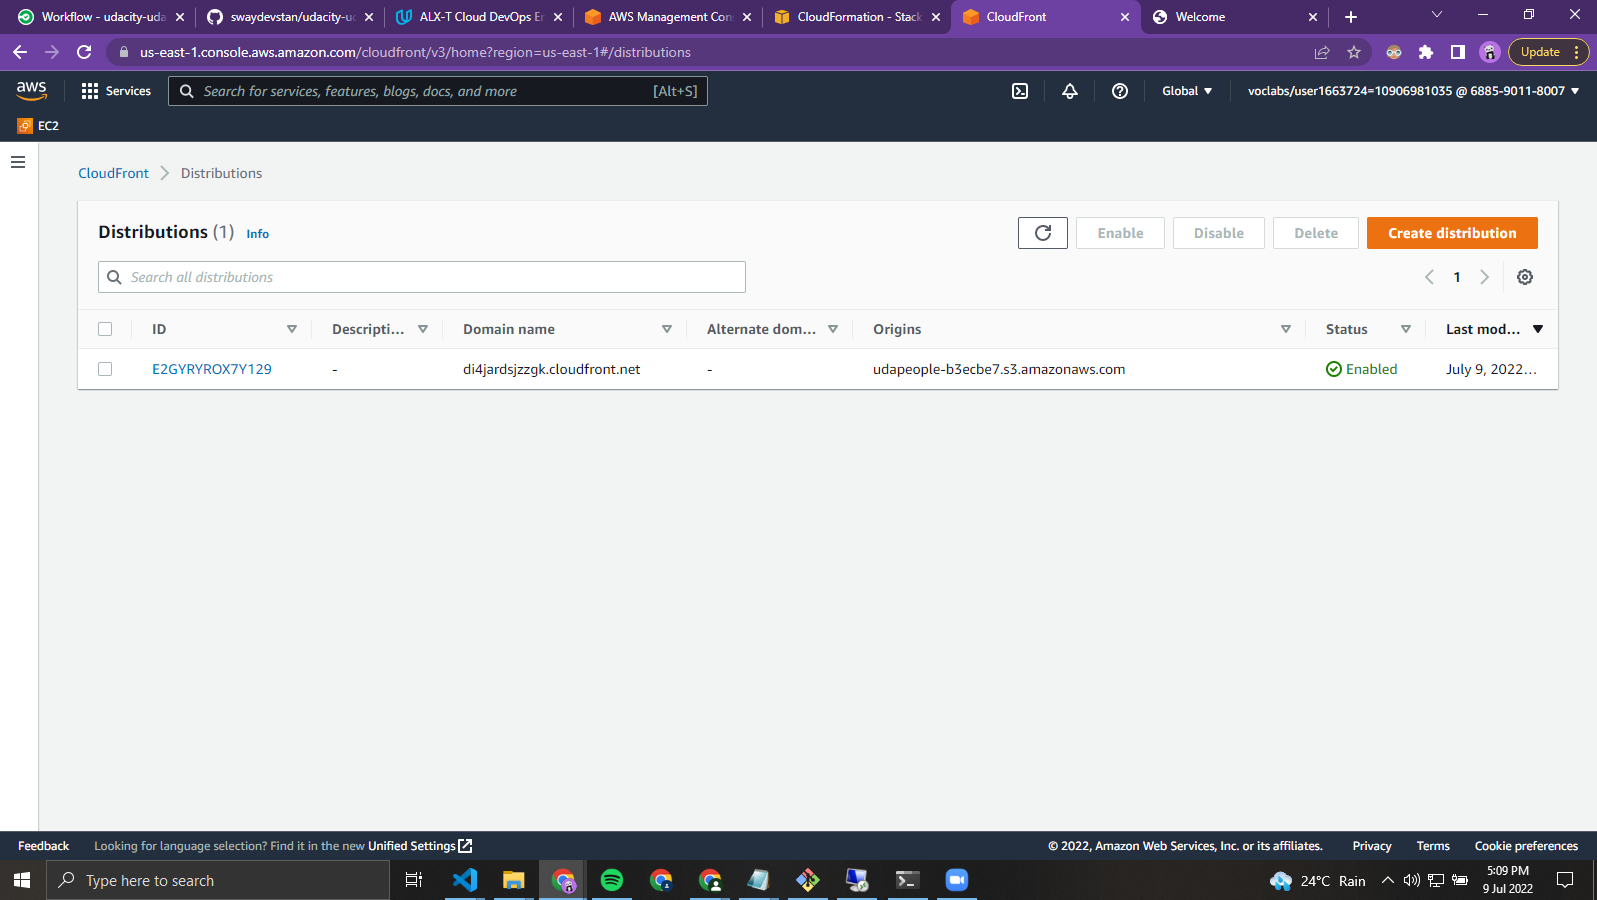 Workflow - udacity-uda
swaydevstan/udacity-uc
ALX-T Cloud DevOps En
AWS Management Con
CloudFormation - Stack
CloudFront
Welcome
us-east-1.console.aws.amazon.com/cloudfront/v3/home?region=us-east-1#/distributions
Update
aws
Services
Search for services, features, blogs, docs, and more
[Alt+S]
Global
voclabs/user1663724=10906981035 @ 6885-9011-8007
EC2
CloudFront
Distributions
Distributions (1) Info
Enable
Disable
Delete
Create distribution
Search all distributions
1
ID
Descripti...
Domain name
Alternate dom...
Origins
Status
Last mod...
E2GYRYROX7Y129
-
di4jardsjzzgk.cloudfront.net
-
udapeople-b3ecbe7.s3.amazonaws.com
Enabled
July 9, 2022...
Feedback
Looking for language selection? Find it in the new Unified Settings
© 2022, Amazon Web Services, Inc. or its affiliates.
Privacy
Terms
Cookie preferences
Type here to search
24°C Rain
5:09 PM
9 Jul 2022